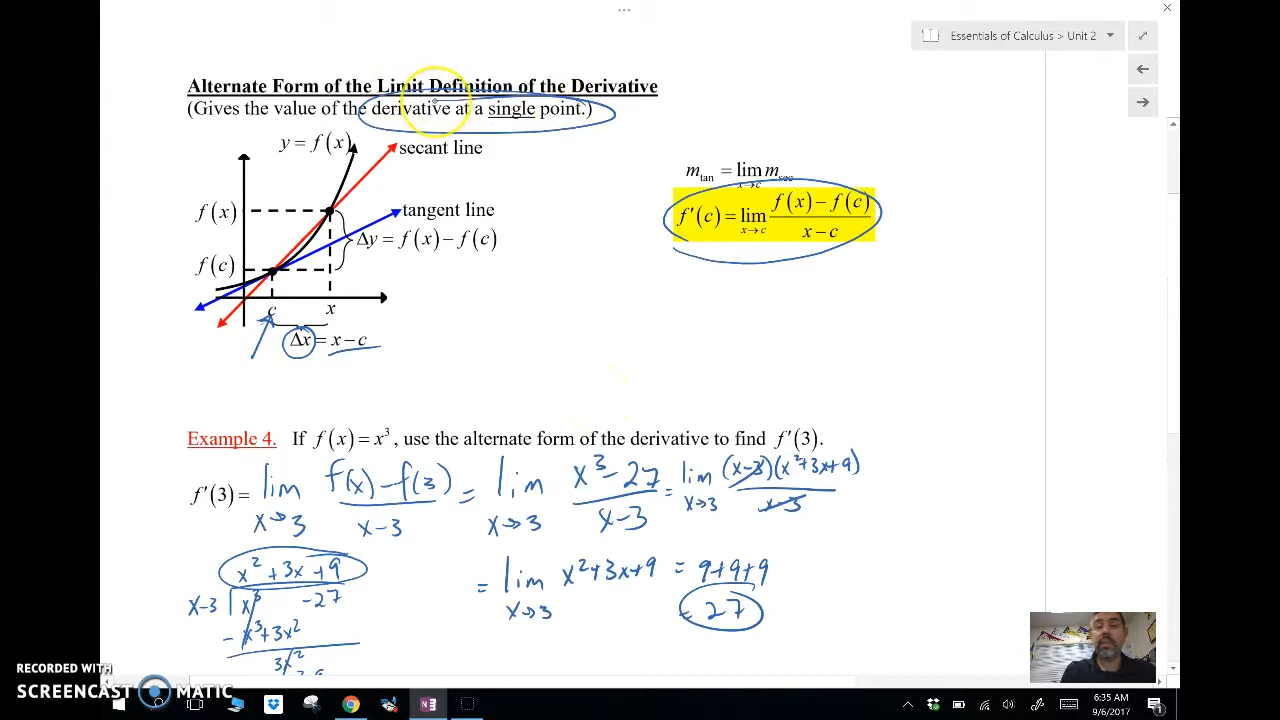 Essentials of Calculus > Unit 2
Alternate Form of the Limit Definition of the Derivative
(Gives the value of the derivative at a single point.)
y = f(x)
secant line
m_tan = lim_{x→c} m_sec
f(x)
tangent line
f'(c) = lim_{x→c} (f(x) − f(c)) / (x − c)
Δy = f(x) − f(c)
f(c)
c
x
Δx = x − c
Example 4. If f(x) = x³, use the alternate form of the derivative to find f'(3).
f'(3) = lim_{x→3} (f(x) − f(3)) / (x − 3) = lim_{x→3} (x³ − 27) / (x − 3) = lim_{x→3} (x−3)(x²+3x+9) / (x−3)
x² + 3x + 9
= lim_{x→3} x²+3x+9 = 9+9+9
x−3 | x³ −27
= 27
− x³+3x²
3x²
RECORDED WITH
SCREENCAST MATIC
N
6:35 AM
9/6/2017
1